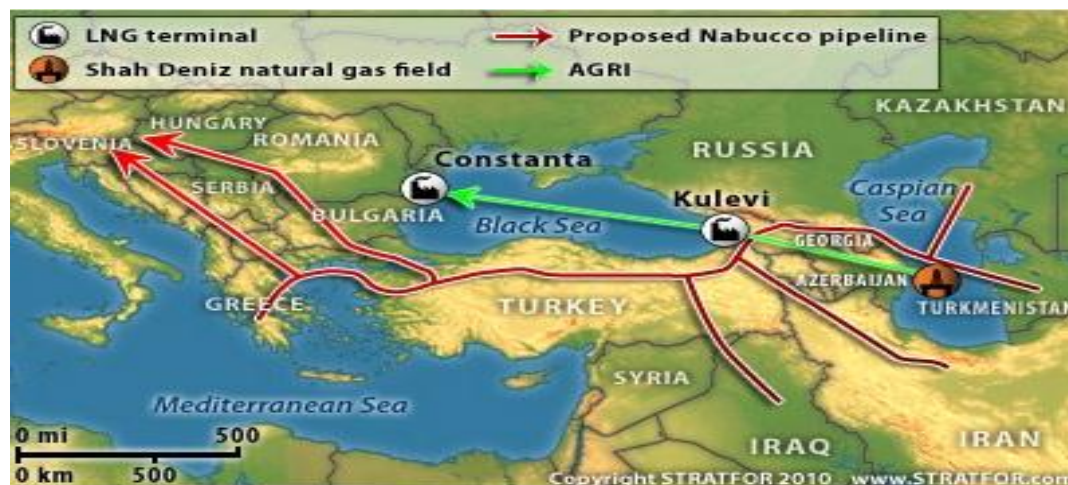 LNG terminal
Proposed Nabucco pipeline
Shah Deniz natural gas field
AGRI
KAZAKHSTAN
HUNGARY
SLOVENIA
ROMANIA
RUSSIA
Constanta
Caspian
Sea
SERBIA
Kulevi
BULGARIA
Black Sea
GEORGIA
AZERBAIJAN
GREECE
TURKEY
TURKMENISTAN
SYRIA
Mediterranean Sea
0 mi 500
IRAQ
IRAN
0 km 500
Copyright STRATFOR 2010 www.STRATFOR.com